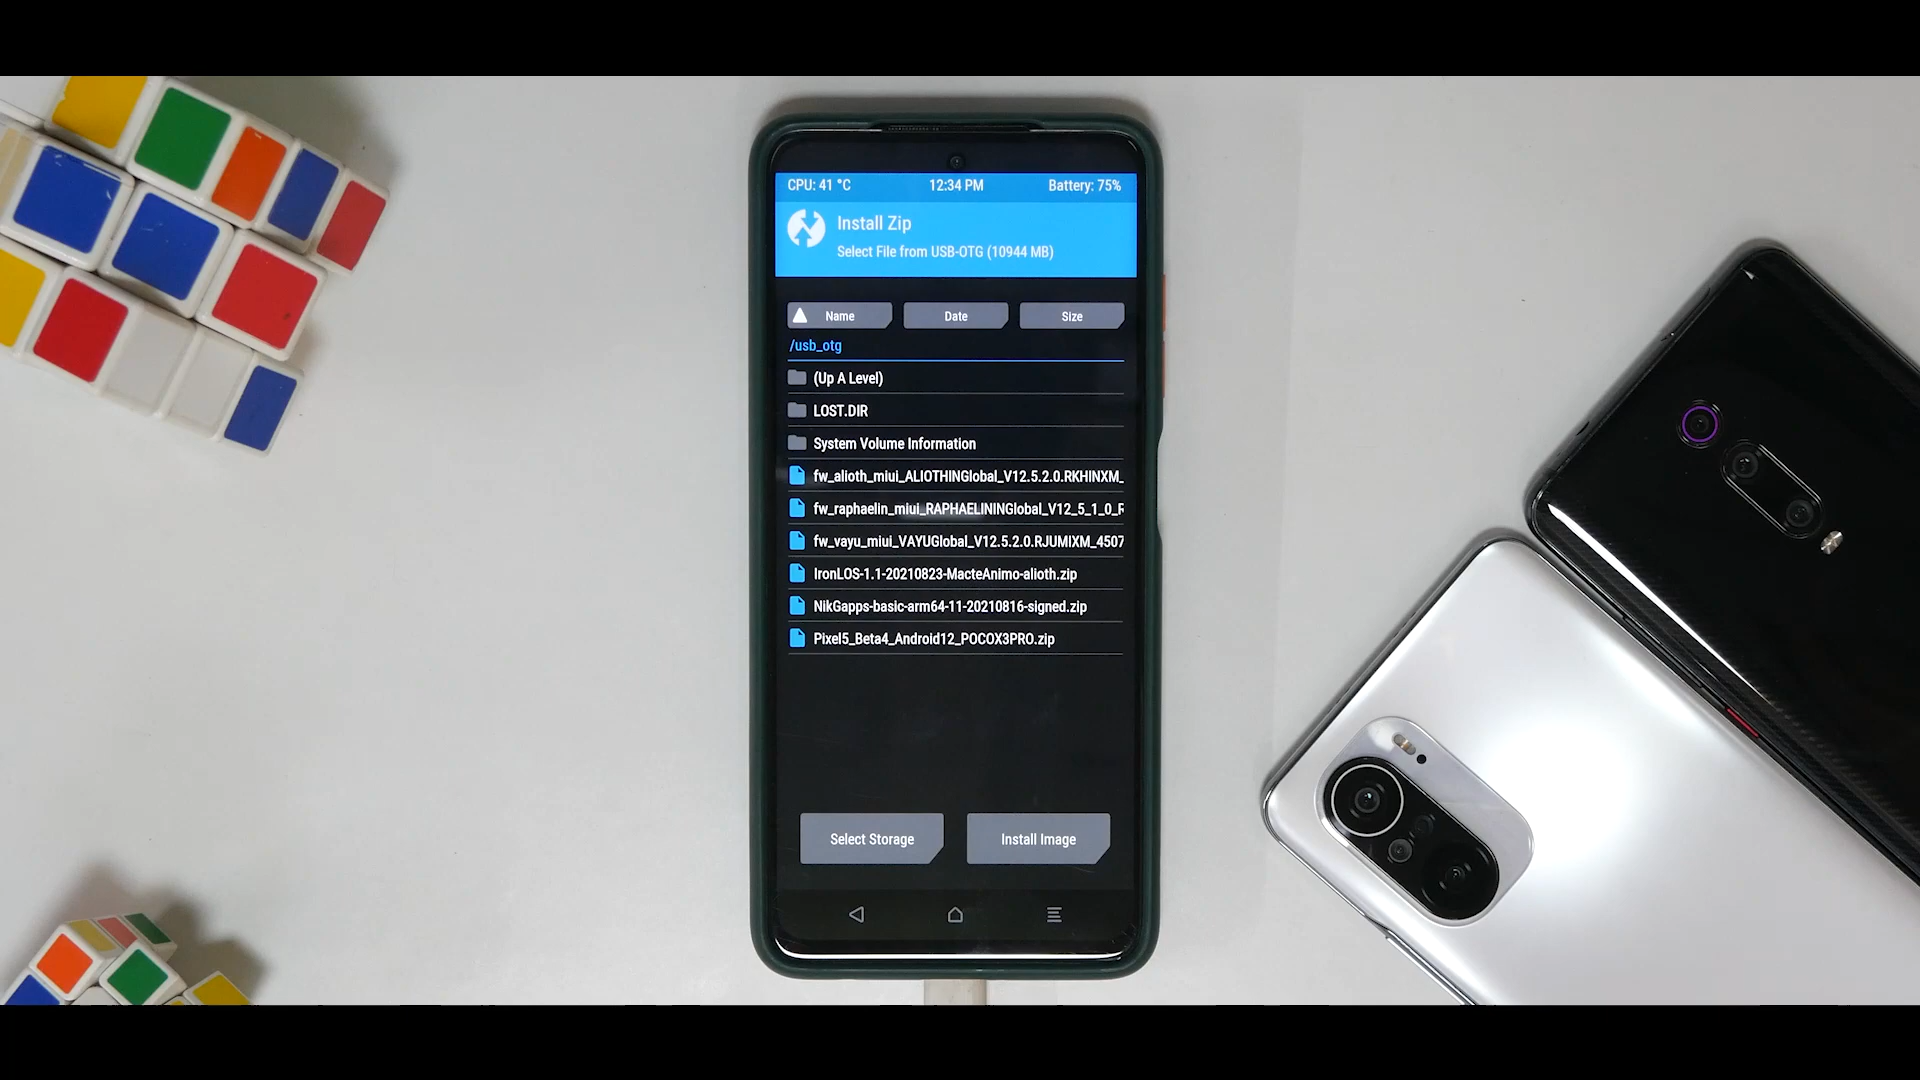 CPU: 41 °C 12:34 PM Battery: 75%
Install Zip
Select File from USB-OTG (10944 MB)
Name Date Size
/usb_otg
(Up A Level)
LOST.DIR
System Volume Information
fw_alioth_miui_ALIOTHINGlobal_V12.5.2.0.RKHINXM_
fw_raphaelin_miui_RAPHAELININGlobal_V12_5_1_0_R
fw_vayu_miui_VAYUGlobal_V12.5.2.0.RJUMIXM_4507
IronLOS-1.1-20210823-MacteAnimo-alioth.zip
NikGapps-basic-arm64-11-20210816-signed.zip
Pixel5_Beta4_Android12_POCOX3PRO.zip
Select Storage Install Image